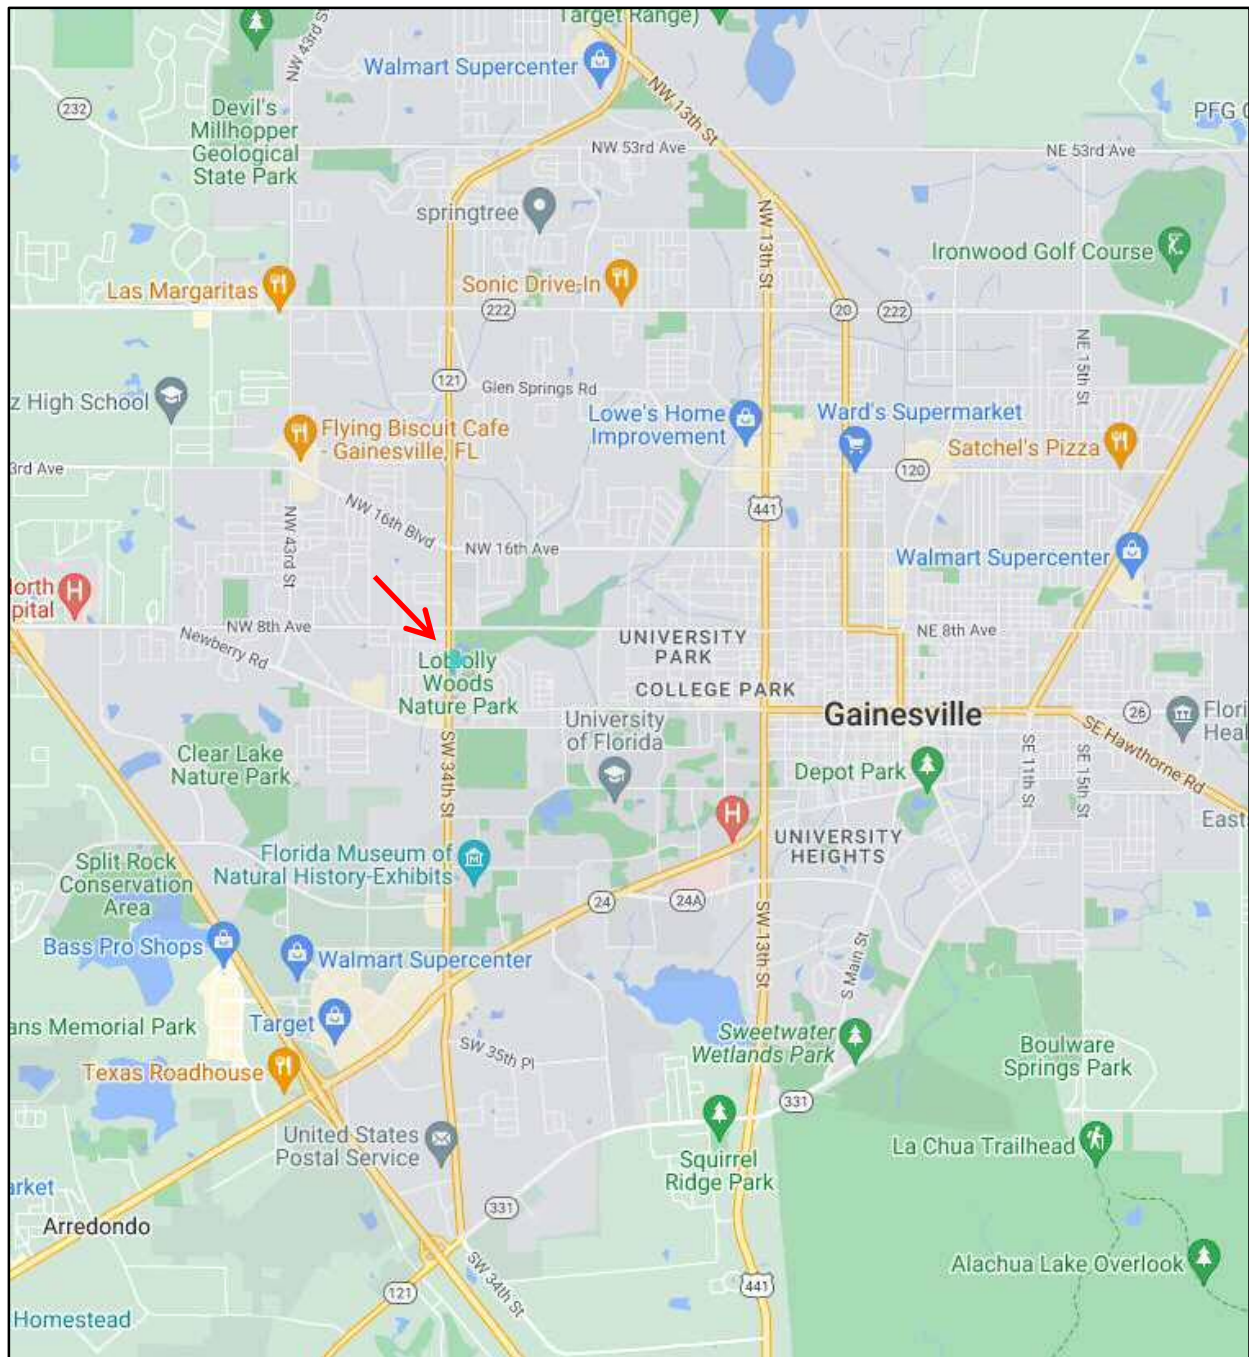 Target Range)
NW 43rd St
Walmart Supercenter
NW 13th St
232
Devil's
Millhopper
Geological
State Park
PFG
NW 53rd Ave
NE 53rd Ave
springtree
NW 13th St
Ironwood Golf Course
Las Margaritas
Sonic Drive-In
222
20
222
NE 15th St
121
Glen Springs Rd
z High School
Lowe's Home
Improvement
Ward's Supermarket
Flying Biscuit Cafe
- Gainesville, FL
Satchel's Pizza
3rd Ave
120
NW 16th Blvd
441
NW 43rd St
NW 16th Ave
Walmart Supercenter
orth
pital
H
NW 8th Ave
Newberry Rd
UNIVERSITY
PARK
NE 8th Ave
Loblolly
Woods
Nature Park
COLLEGE PARK
University
of Florida
Gainesville
26
Flori
Heal
SE Hawthorne Rd
SW 34th St
Clear Lake
Nature Park
Depot Park
SE 11th St
SE 15th St
H
East
UNIVERSITY
HEIGHTS
Florida Museum of
Natural History-Exhibits
Split Rock
Conservation
Area
24
24A
SW 13th St
Bass Pro Shops
Walmart Supercenter
S Main St
ans Memorial Park
Target
Sweetwater
Wetlands Park
SW 35th Pl
Boulware
Springs Park
Texas Roadhouse
331
United States
Postal Service
La Chua Trailhead
Squirrel
Ridge Park
arket
331
Arredondo
SW 34th St
Alachua Lake Overlook
121
441
Homestead